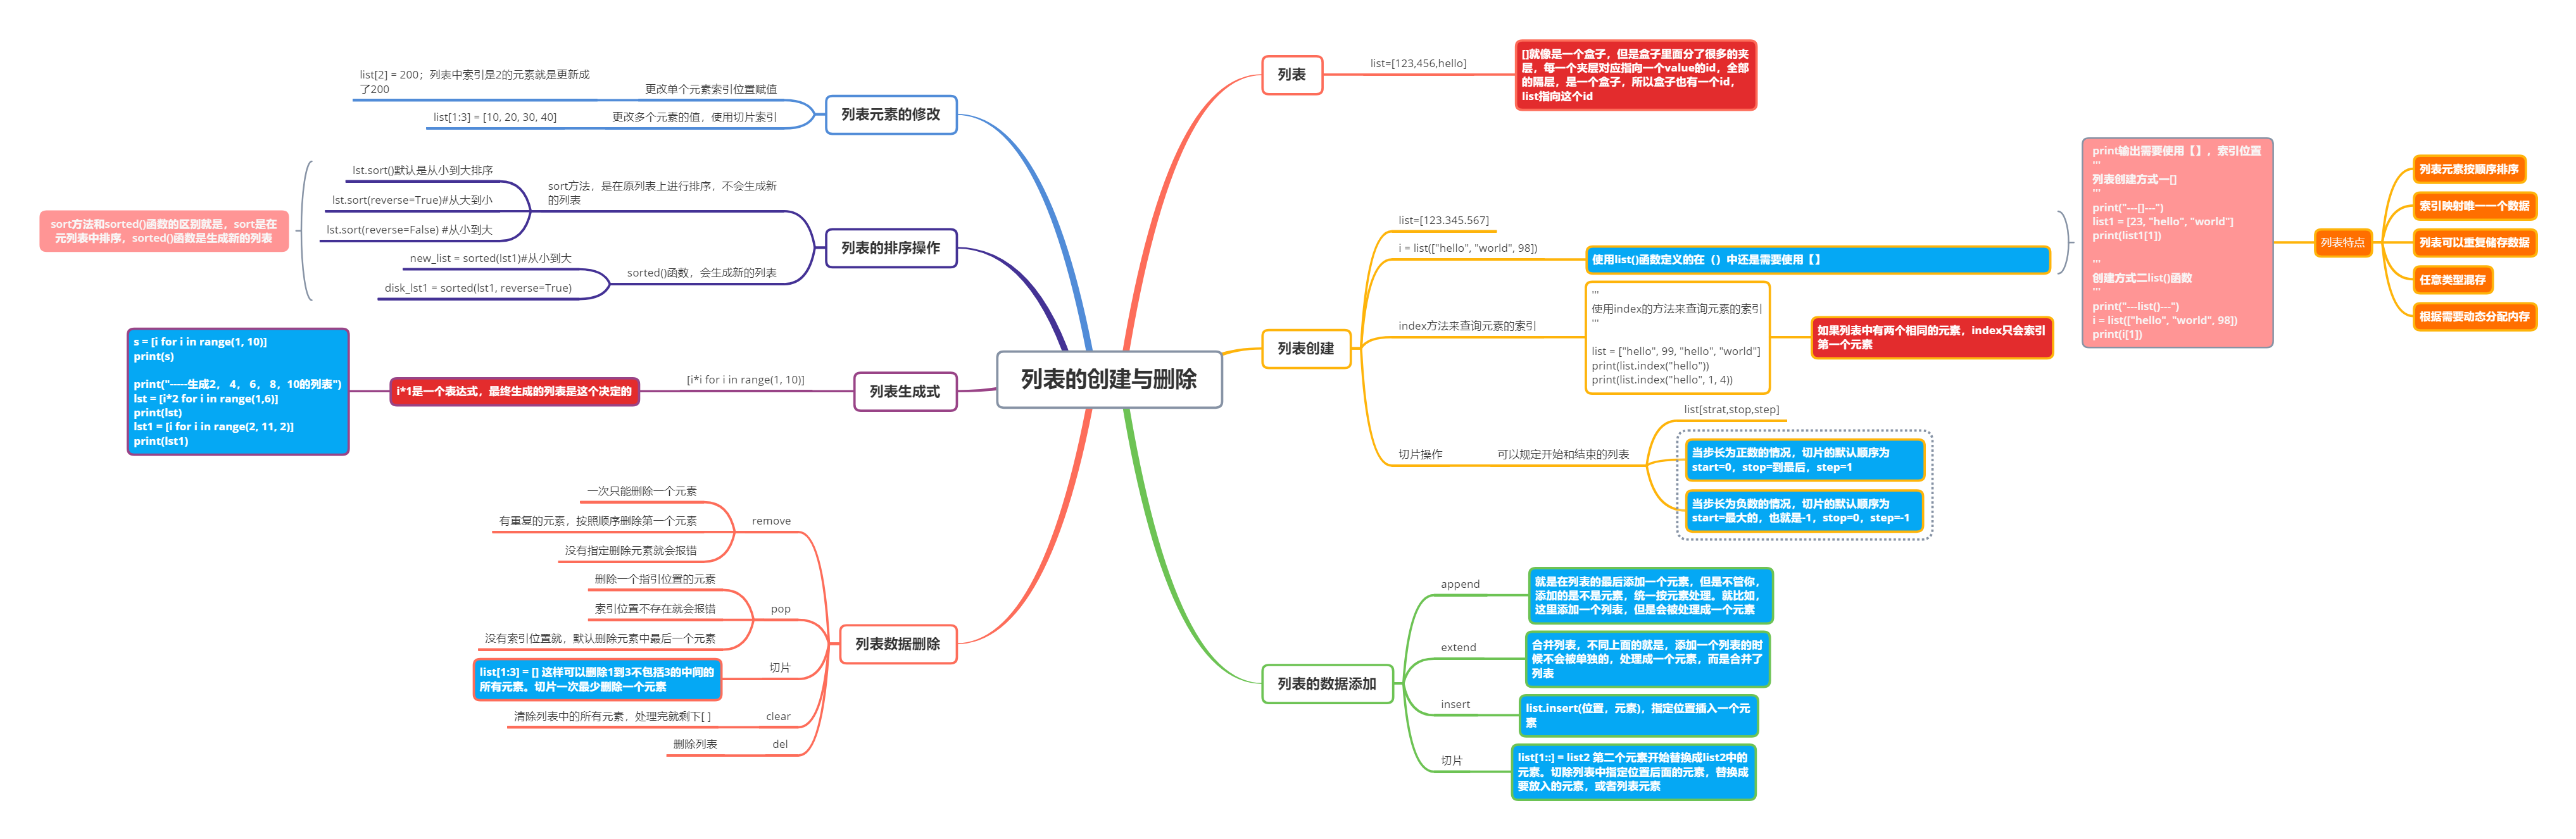 列表的创建与删除
列表
list=[123,456,hello]
[]就像是一个盒子，但是盒子里面分了很多的夹
层，每一个夹层对应指向一个value的id，全部
的隔层，是一个盒子，所以盒子也有一个id，
list指向这个id
列表创建
list=[123.345.567]
i = list(["hello", "world", 98])
使用list()函数定义的在（）中还是需要使用【】
index方法来查询元素的索引
'''
使用index的方法来查询元素的索引
'''
list = ["hello", 99, "hello", "world"]
print(list.index("hello"))
print(list.index("hello", 1, 4))
如果列表中有两个相同的元素，index只会索引
第一个元素
切片操作
可以规定开始和结束的列表
list[strat,stop,step]
当步长为正数的情况，切片的默认顺序为
start=0，stop=到最后，step=1
当步长为负数的情况，切片的默认顺序为
start=最大的，也就是-1，stop=0，step=-1
print输出需要使用【】，索引位置
'''
列表创建方式一[]
'''
print("---[]---")
list1 = [23, "hello", "world"]
print(list1[1])
'''
创建方式二list()函数
'''
print("---list()---")
i = list(["hello", "world", 98])
print(i[1])
列表特点
列表元素按顺序排序
索引映射唯一一个数据
列表可以重复储存数据
任意类型混存
根据需要动态分配内存
列表的数据添加
append
就是在列表的最后添加一个元素，但是不管你，
添加的是不是元素，统一按元素处理。就比如，
这里添加一个列表，但是会被处理成一个元素
extend
合并列表，不同上面的就是，添加一个列表的时
候不会被单独的，处理成一个元素，而是合并了
列表
insert
list.insert(位置，元素)，指定位置插入一个元
素
切片
list[1::] = list2 第二个元素开始替换成list2中的
元素。切除列表中指定位置后面的元素，替换成
要放入的元素，或者列表元素
列表元素的修改
更改单个元素索引位置赋值
list[2] = 200；列表中索引是2的元素就是更新成
了200
更改多个元素的值，使用切片索引
list[1:3] = [10, 20, 30, 40]
列表的排序操作
sort方法，是在原列表上进行排序，不会生成新
的列表
lst.sort()默认是从小到大排序
lst.sort(reverse=True)#从大到小
lst.sort(reverse=False) #从小到大
sorted()函数，会生成新的列表
new_list = sorted(lst1)#从小到大
disk_lst1 = sorted(lst1, reverse=True)
sort方法和sorted()函数的区别就是，sort是在
元列表中排序，sorted()函数是生成新的列表
列表生成式
[i*i for i in range(1, 10)]
i*1是一个表达式，最终生成的列表是这个决定的
s = [i for i in range(1, 10)]
print(s)
print("-----生成2， 4， 6， 8，10的列表")
lst = [i*2 for i in range(1,6)]
print(lst)
lst1 = [i for i in range(2, 11, 2)]
print(lst1)
列表数据删除
remove
一次只能删除一个元素
有重复的元素，按照顺序删除第一个元素
没有指定删除元素就会报错
pop
删除一个指引位置的元素
索引位置不存在就会报错
没有索引位置就，默认删除元素中最后一个元素
切片
list[1:3] = [] 这样可以删除1到3不包括3的中间的
所有元素。切片一次最少删除一个元素
clear
清除列表中的所有元素，处理完就剩下[ ]
del
删除列表